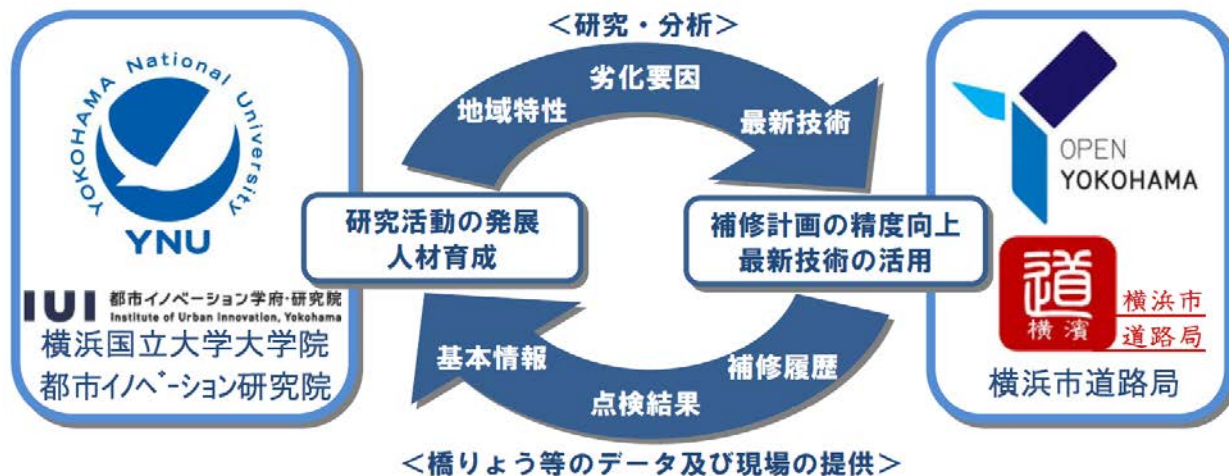 <研究・分析>
YOKOHAMA National University
YNU
IUI 都市イノベーション学府・研究院
Institute of Urban Innovation, Yokohama
横浜国立大学大学院
都市イノベーション研究院
地域特性
劣化要因
最新技術
研究活動の発展
人材育成
補修計画の精度向上
最新技術の活用
基本情報
点検結果
補修履歴
OPEN
YOKOHAMA
道
横濱
横浜市
道路局
横浜市道路局
<橋りょう等のデータ及び現場の提供>